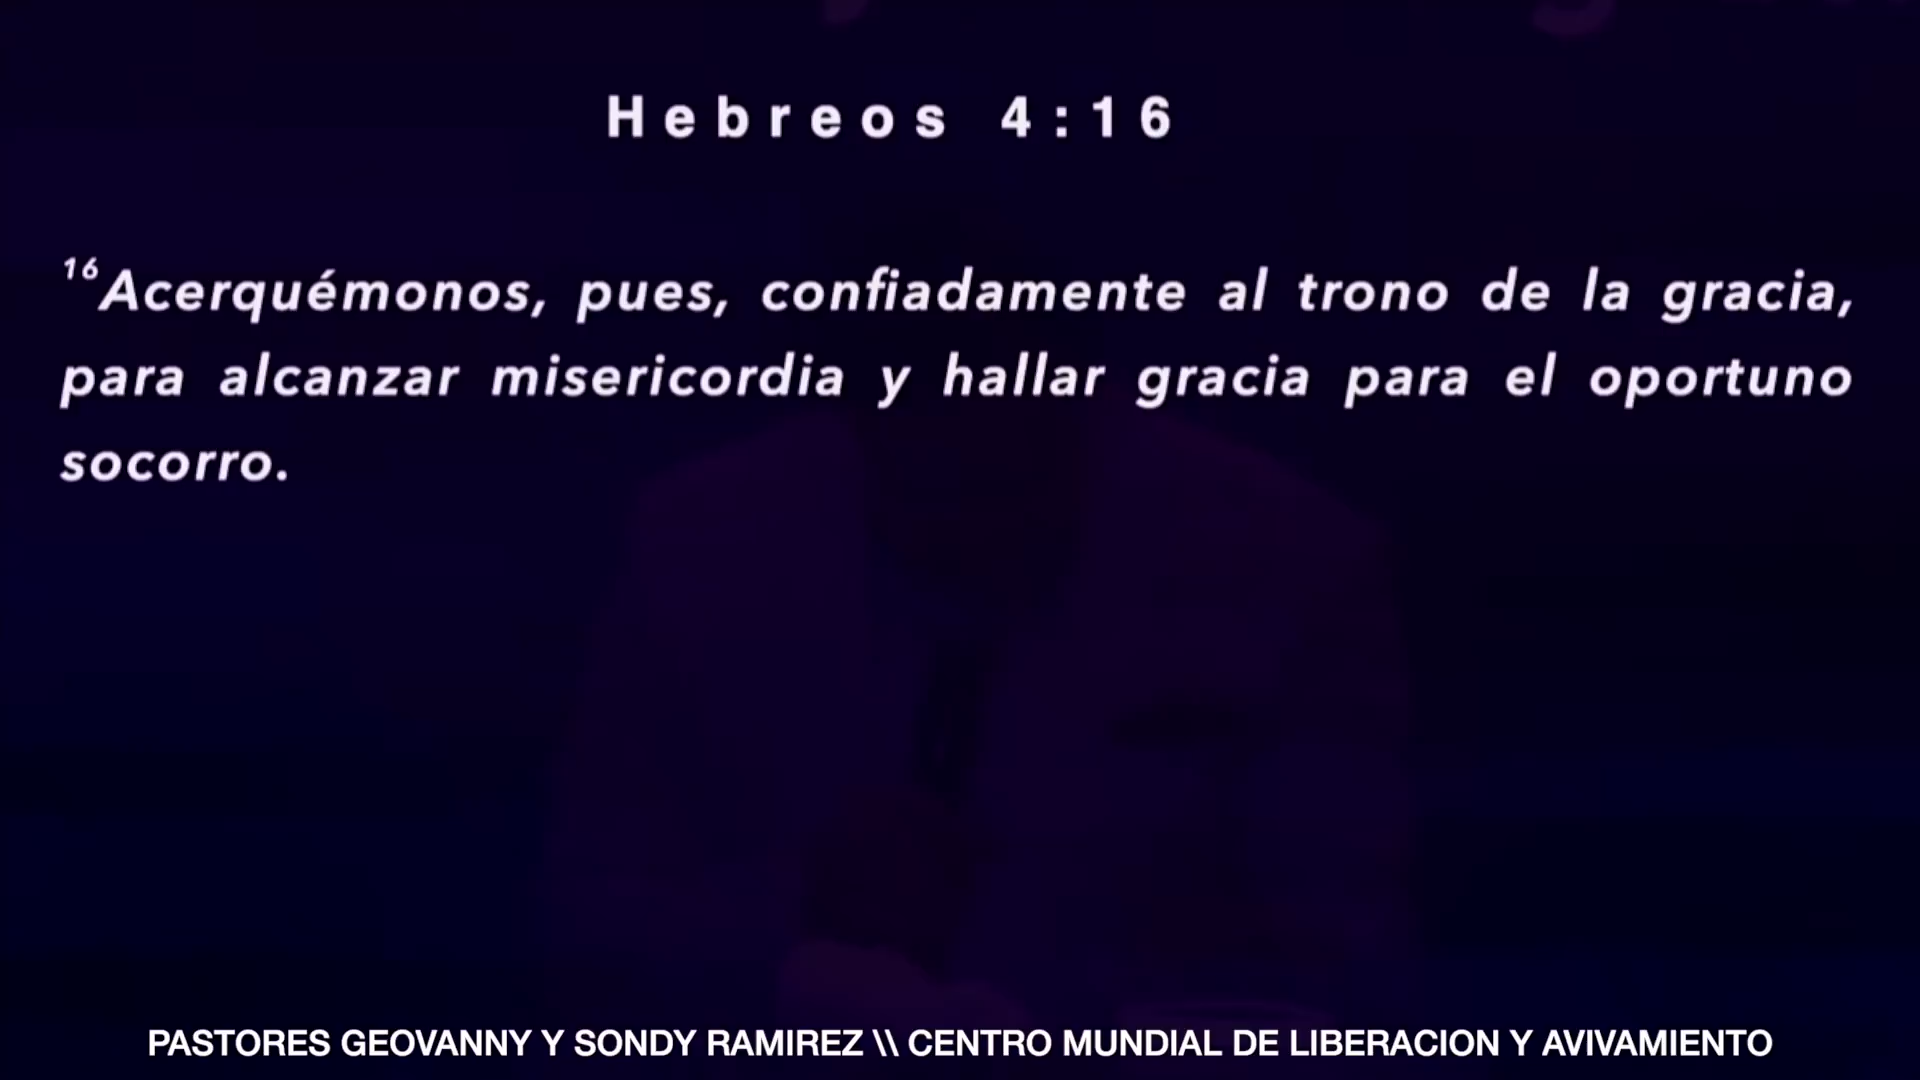 Hebreos 4:16
16Acerquémonos, pues, confiadamente al trono de la gracia,
para alcanzar misericordia y hallar gracia para el oportuno
socorro.
PASTORES GEOVANNY Y SONDY RAMIREZ \\ CENTRO MUNDIAL DE LIBERACION Y AVIVAMIENTO